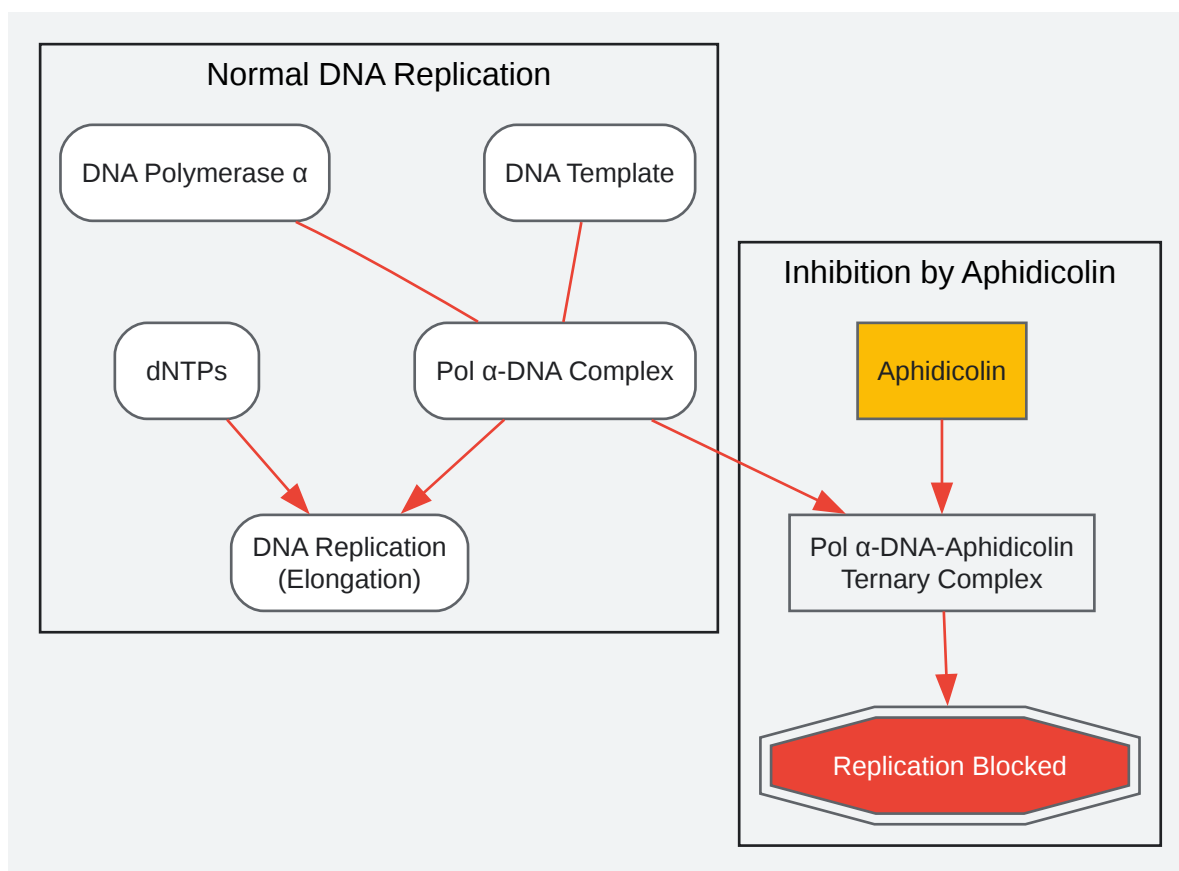 Normal DNA Replication
DNA Polymerase α
DNA Template
dNTPs
Pol α-DNA Complex
DNA Replication
(Elongation)
Inhibition by Aphidicolin
Aphidicolin
Pol α-DNA-Aphidicolin
Ternary Complex
Replication Blocked